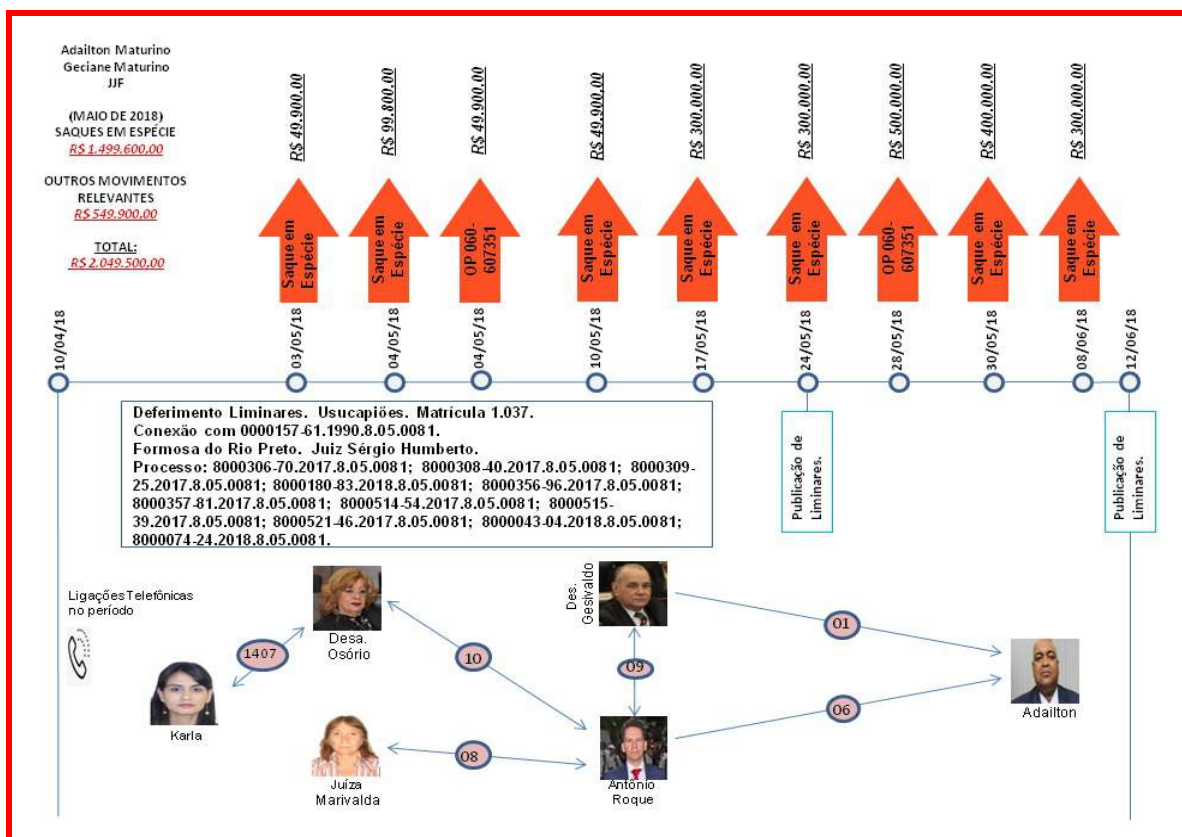 Adailton Maturino
Geciane Maturino
JJF
(MAIO DE 2018)
SAQUES EM ESPÉCIE
R$ 1.499.600,00
OUTROS MOVIMENTOS
RELEVANTES
R$ 549.900,00
TOTAL:
R$ 2.049.500,00
R$ 49.900,00
R$ 99.800,00
R$ 49.900,00
R$ 49.900,00
R$ 300.000,00
R$ 300.000,00
R$ 500.000,00
R$ 400.000,00
R$ 300.000,00
Saque em
Espécie
Saque em
Espécie
OP 060-
607351
Saque em
Espécie
Saque em
Espécie
Saque em
Espécie
OP 060-
607351
Saque em
Espécie
Saque em
Espécie
10/04/18
03/05/18
04/05/18
04/05/18
10/05/18
17/05/18
24/05/18
28/05/18
30/05/18
08/06/18
12/06/18
Deferimento Liminares. Usucapiões. Matrícula 1.037.
Conexão com 0000157-61.1990.8.05.0081.
Formosa do Rio Preto. Juiz Sérgio Humberto.
Processo: 8000306-70.2017.8.05.0081; 8000308-40.2017.8.05.0081; 8000309-
25.2017.8.05.0081; 8000180-83.2018.8.05.0081; 8000356-96.2017.8.05.0081;
8000357-81.2017.8.05.0081; 8000514-54.2017.8.05.0081; 8000515-
39.2017.8.05.0081; 8000521-46.2017.8.05.0081; 8000043-04.2018.8.05.0081;
8000074-24.2018.8.05.0081.
Publicação de
Liminares.
Publicação de
Liminares.
Ligações Telefônicas
no período
Desa.
Osório
Des.
Gesivaldo
1407
10
09
01
06
08
Karla
Juíza
Marivalda
Antônio
Roque
Adailton